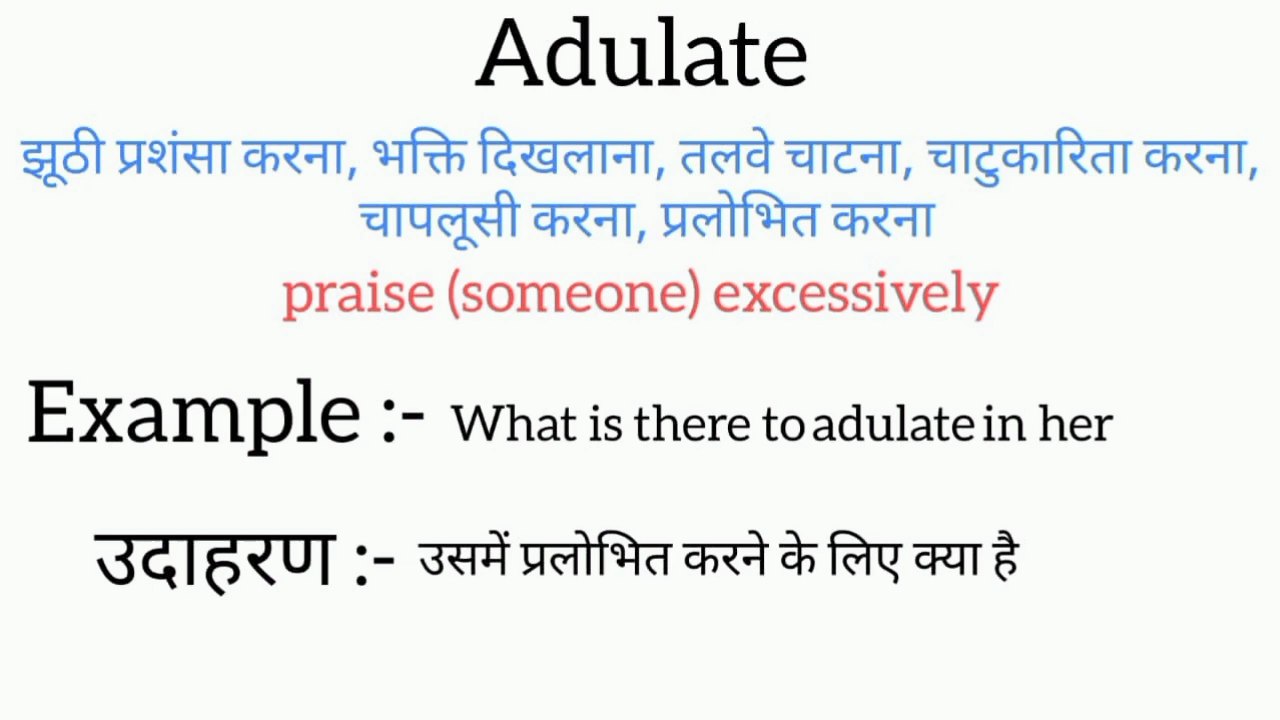 Adulate
झूठी प्रशंसा करना, भक्ति दिखलाना, तलवे चाटना, चाटुकारिता करना,
चापलूसी करना, प्रलोभित करना
praise (someone) excessively
Example :- What is there to adulate in her
उदाहरण :- उसमें प्रलोभित करने के लिए क्या है